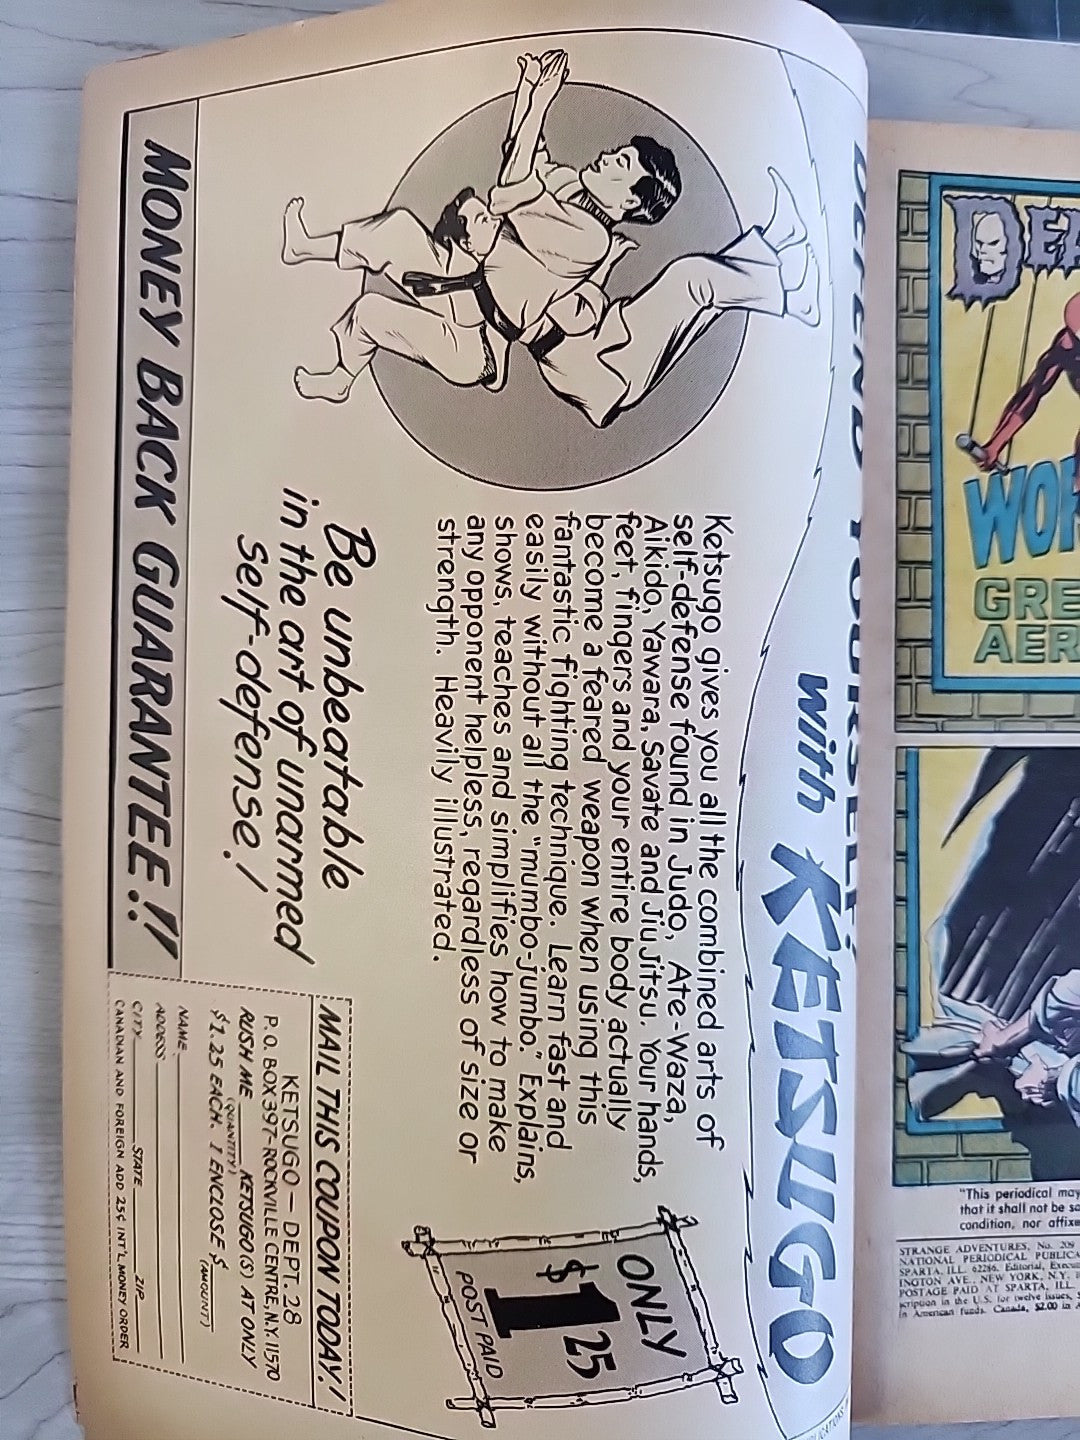 DEFEND YOURSELF!
with KETSUGO
Ketsugo gives you all the combined arts of
self-defense found in Judo, Ate-Waza,
Aikido, Yawara, Savate and JiuJitsu. Your hands,
feet, fingers and your entire body actually
become a feared weapon when using this
fantastic fighting technique. Learn fast and
easily without all the "mumbo-jumbo." Explains,
shows, teaches and simplifies how to make
any opponent helpless, regardless of size or
strength. Heavily illustrated.
ONLY
$1 25
POST PAID
Be unbeatable
in the art of unarmed
self-defense!
MONEY BACK GUARANTEE!!
MAIL THIS COUPON TODAY!
KETSUGO — DEPT. 28
P.O. BOX 397-ROCKVILLE CENTRE, N.Y. 11570
RUSH ME KETSUGO(S) AT ONLY
(QUANTITY)
$1.25 EACH. I ENCLOSE $
(AMOUNT)
NAME
ADDRESS
CITY STATE ZIP
CANADIAN AND FOREIGN ADD 25¢ INT'L. MONEY ORDER
DEA
WOR
GRE
AER
"This periodical may
that it shall not be so
condition, nor affixe
STRANGE ADVENTURES, No. 209
NATIONAL PERIODICAL PUBLICA
SPARTA, ILL. 62286. Editorial, Execu
INGTON AVE., NEW YORK, N.Y.
POSTAGE PAID AT SPARTA, ILL.
scription in the U.S. for twelve issues, $
in American funds. Canada, $2.00 in